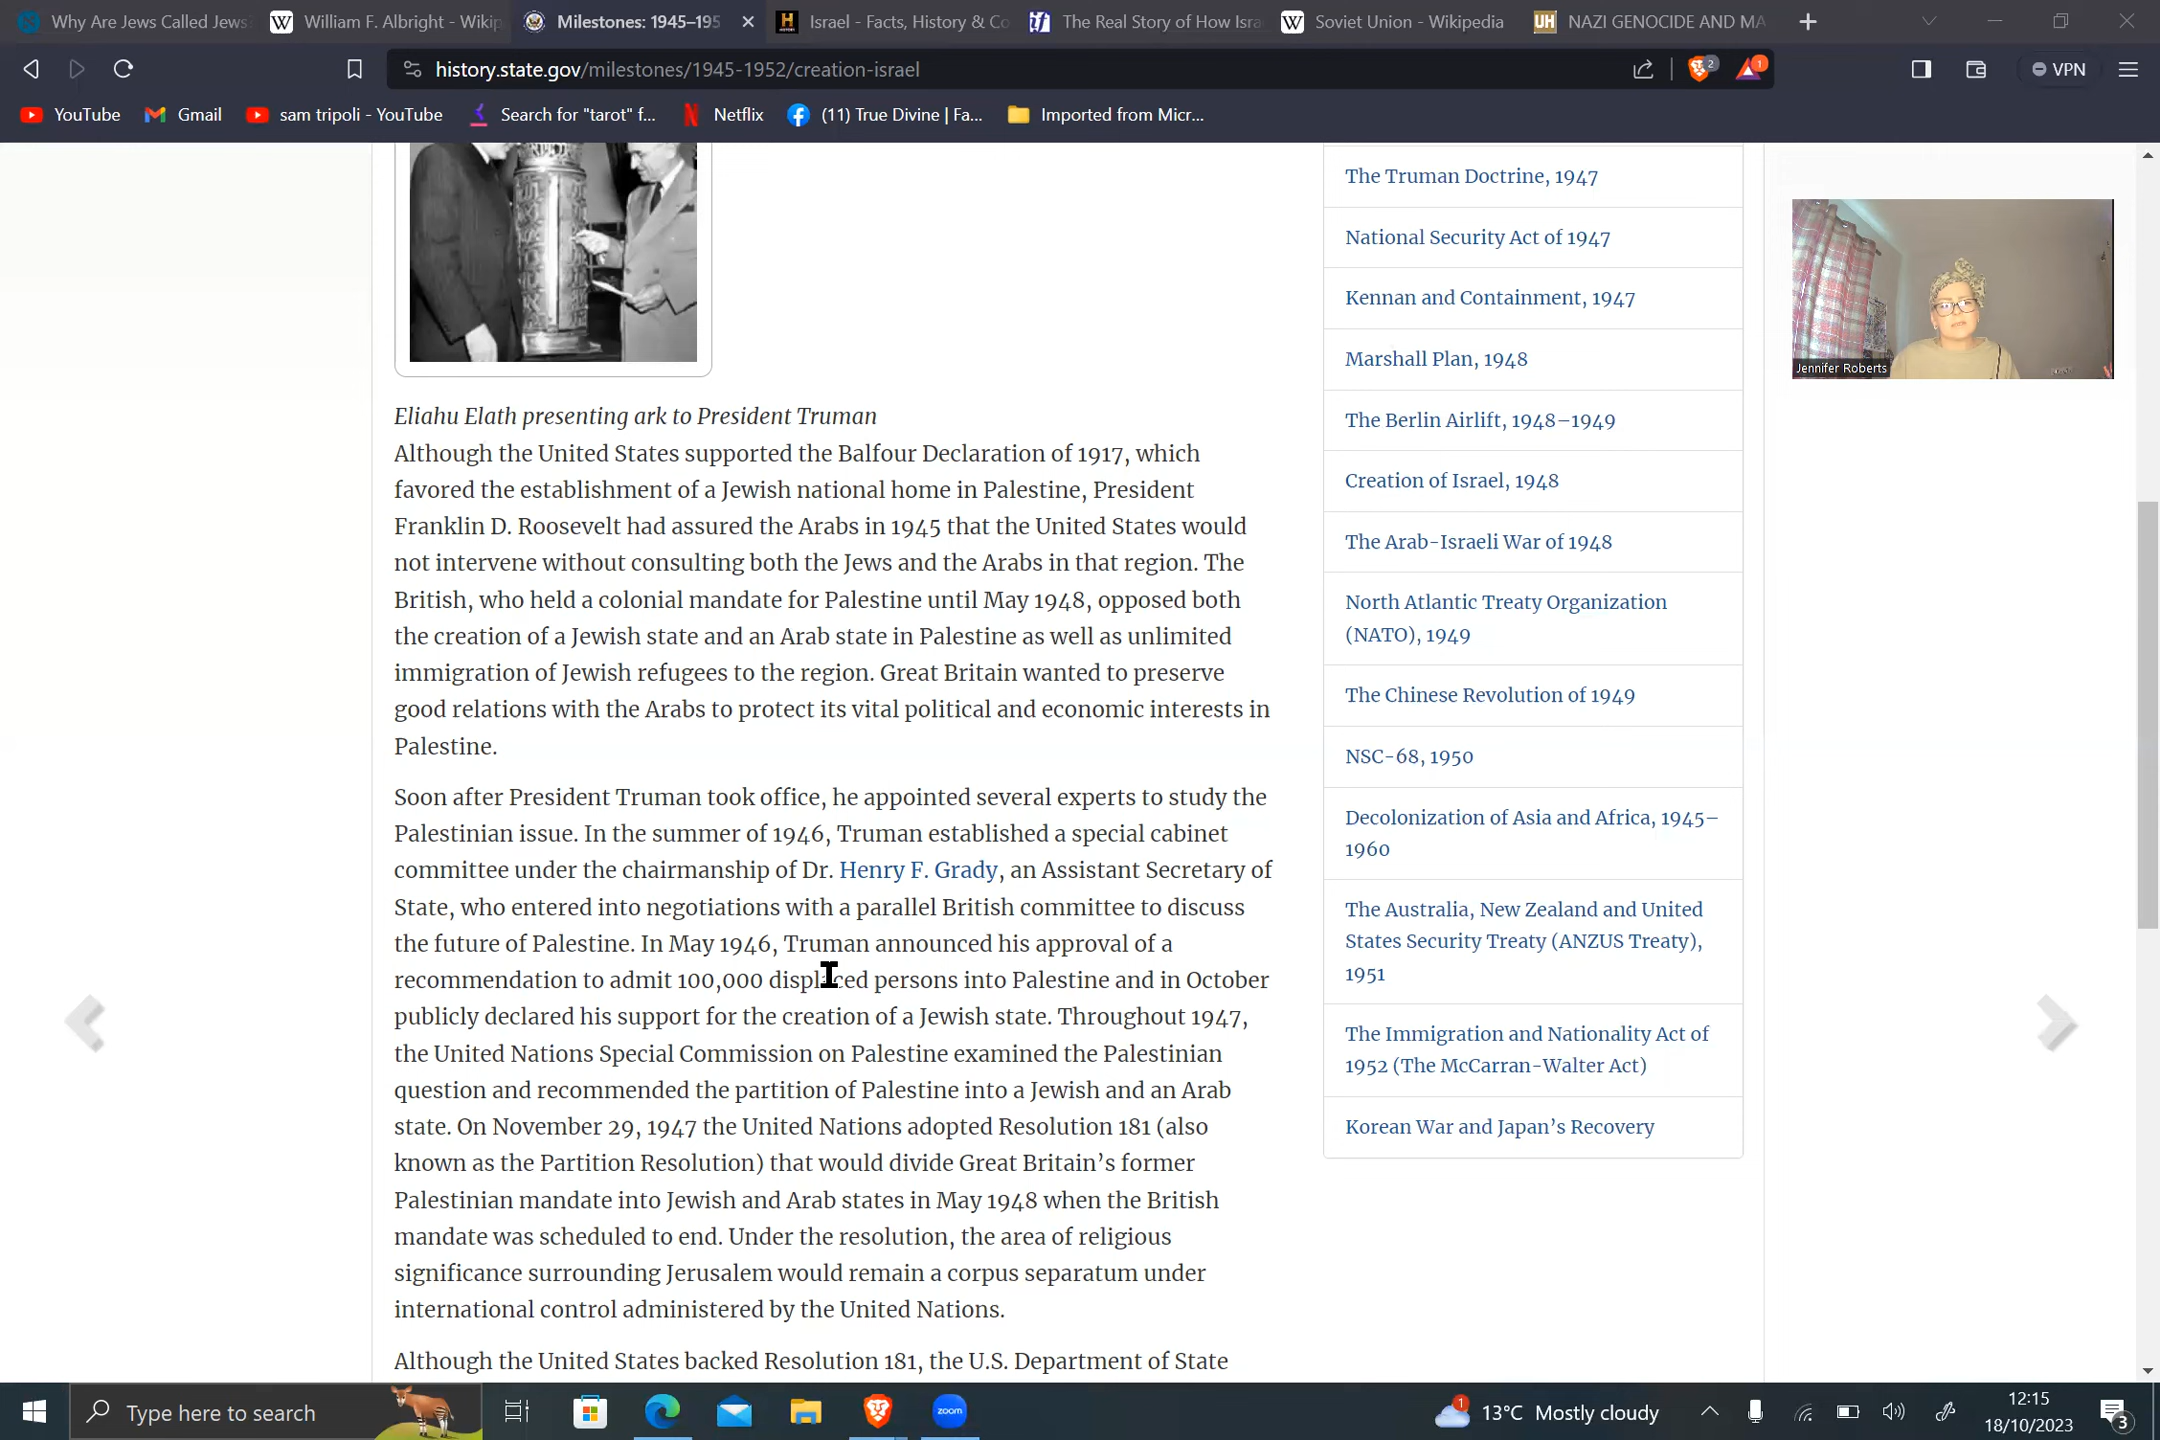 Why Are Jews Called Jews?
William F. Albright - Wikip
Milestones: 1945–195
Israel - Facts, History & Co
The Real Story of How Isra
Soviet Union - Wikipedia
UH NAZI GENOCIDE AND MA
history.state.gov/milestones/1945-1952/creation-israel
2
1
VPN
YouTube
Gmail
sam tripoli - YouTube
Search for "tarot" f...
Netflix
(11) True Divine | Fa...
Imported from Micr...
Eliahu Elath presenting ark to President Truman
Although the United States supported the Balfour Declaration of 1917, which
favored the establishment of a Jewish national home in Palestine, President
Franklin D. Roosevelt had assured the Arabs in 1945 that the United States would
not intervene without consulting both the Jews and the Arabs in that region. The
British, who held a colonial mandate for Palestine until May 1948, opposed both
the creation of a Jewish state and an Arab state in Palestine as well as unlimited
immigration of Jewish refugees to the region. Great Britain wanted to preserve
good relations with the Arabs to protect its vital political and economic interests in
Palestine.
Soon after President Truman took office, he appointed several experts to study the
Palestinian issue. In the summer of 1946, Truman established a special cabinet
committee under the chairmanship of Dr. Henry F. Grady, an Assistant Secretary of
State, who entered into negotiations with a parallel British committee to discuss
the future of Palestine. In May 1946, Truman announced his approval of a
recommendation to admit 100,000 displaced persons into Palestine and in October
publicly declared his support for the creation of a Jewish state. Throughout 1947,
the United Nations Special Commission on Palestine examined the Palestinian
question and recommended the partition of Palestine into a Jewish and an Arab
state. On November 29, 1947 the United Nations adopted Resolution 181 (also
known as the Partition Resolution) that would divide Great Britain’s former
Palestinian mandate into Jewish and Arab states in May 1948 when the British
mandate was scheduled to end. Under the resolution, the area of religious
significance surrounding Jerusalem would remain a corpus separatum under
international control administered by the United Nations.
Although the United States backed Resolution 181, the U.S. Department of State
The Truman Doctrine, 1947
National Security Act of 1947
Kennan and Containment, 1947
Marshall Plan, 1948
The Berlin Airlift, 1948–1949
Creation of Israel, 1948
The Arab-Israeli War of 1948
North Atlantic Treaty Organization
(NATO), 1949
The Chinese Revolution of 1949
NSC-68, 1950
Decolonization of Asia and Africa, 1945–
1960
The Australia, New Zealand and United
States Security Treaty (ANZUS Treaty),
1951
The Immigration and Nationality Act of
1952 (The McCarran-Walter Act)
Korean War and Japan’s Recovery
Jennifer Roberts
Type here to search
zoom
1
13°C Mostly cloudy
12:15
18/10/2023
3